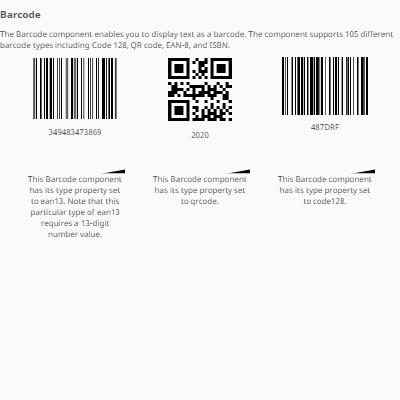 Barcode
The Barcode component enables you to display text as a barcode. The component supports 105 different
barcode types including Code 128, QR code, EAN-8, and ISBN.
349483473869
2020
487DRF
This Barcode component
has its type property set
to ean13. Note that this
particular type of ean13
requires a 13-digit
number value.
This Barcode component
has its type property set
to qrcode.
This Barcode component
has its type property set
to code128.